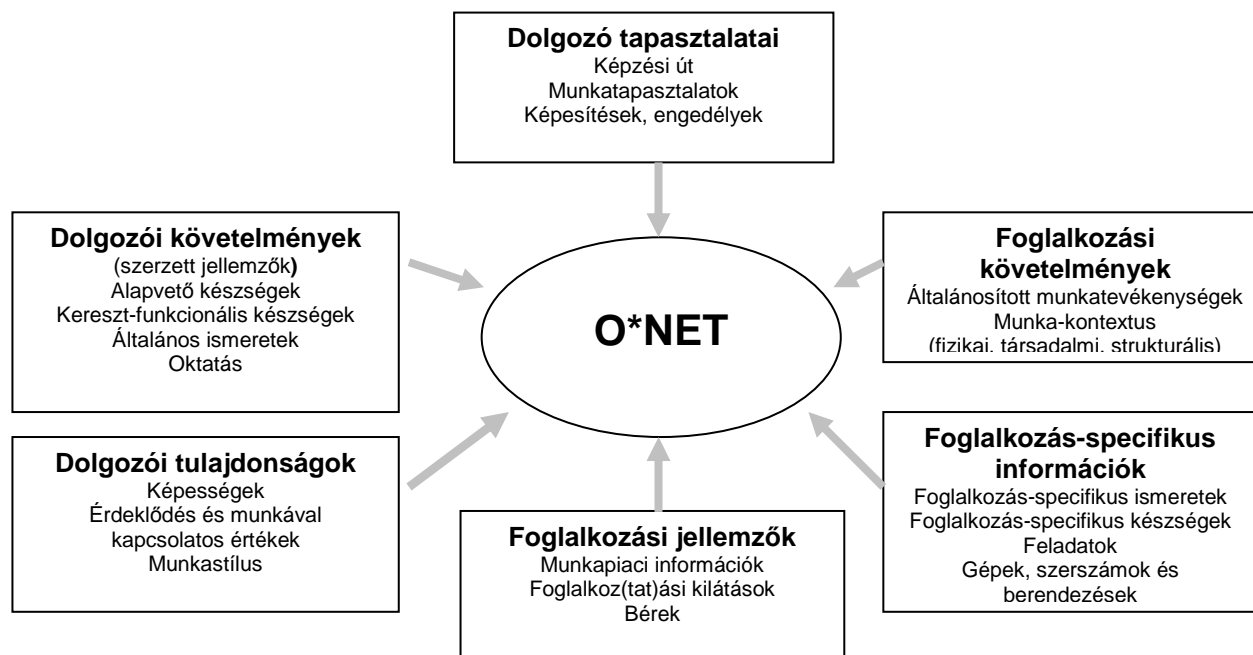 Dolgozó tapasztalatai
Képzési út
Munkatapasztalatok
Képesítések, engedélyek
Dolgozói követelmények
(szerzett jellemzők)
Alapvető készségek
Kereszt-funkcionális készségek
Általános ismeretek
Oktatás
Foglalkozási
követelmények
Általánosított munkatevékenységek
Munka-kontextus
(fizikai, társadalmi, strukturális)
O*NET
Dolgozói tulajdonságok
Képességek
Érdeklődés és munkával
kapcsolatos értékek
Munkastílus
Foglalkozási jellemzők
Munkapiaci információk
Foglalkoz(tat)ási kilátások
Bérek
Foglalkozás-specifikus
információk
Foglalkozás-specifikus ismeretek
Foglalkozás-specifikus készségek
Feladatok
Gépek, szerszámok és
berendezések